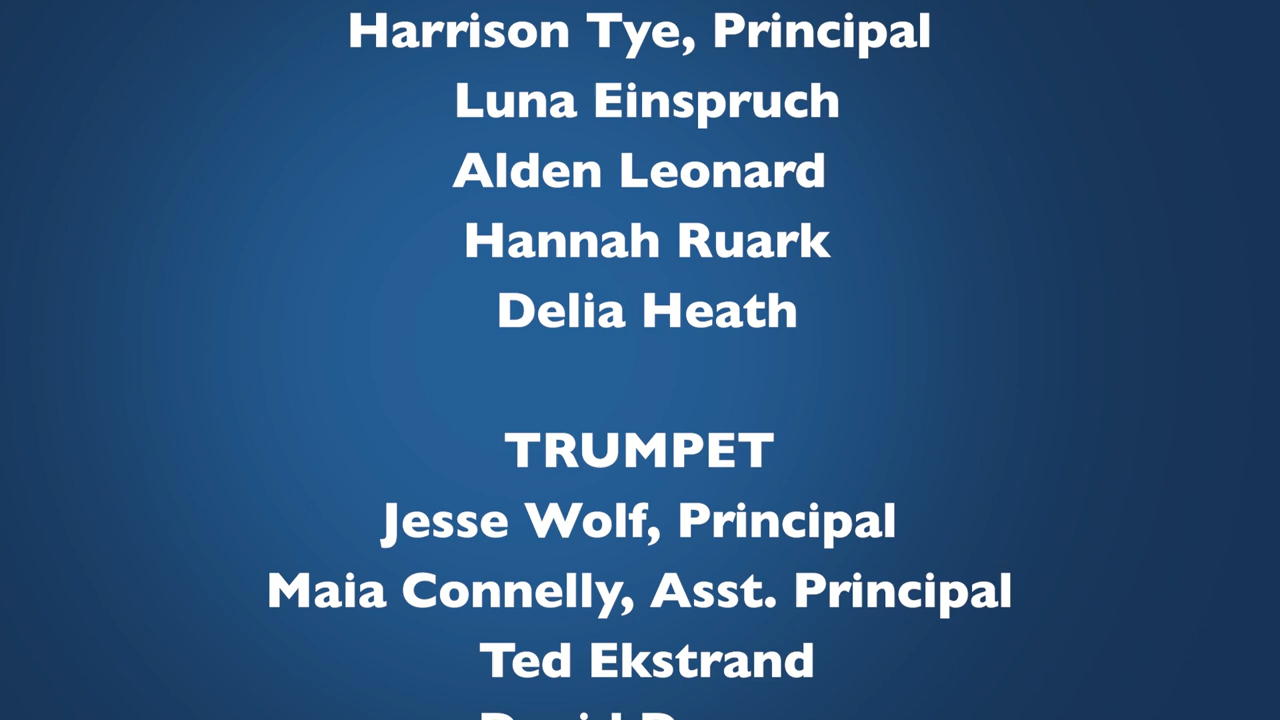 Harrison Tye, Principal
Luna Einspruch
Alden Leonard
Hannah Ruark
Delia Heath
TRUMPET
Jesse Wolf, Principal
Maia Connelly, Asst. Principal
Ted Ekstrand